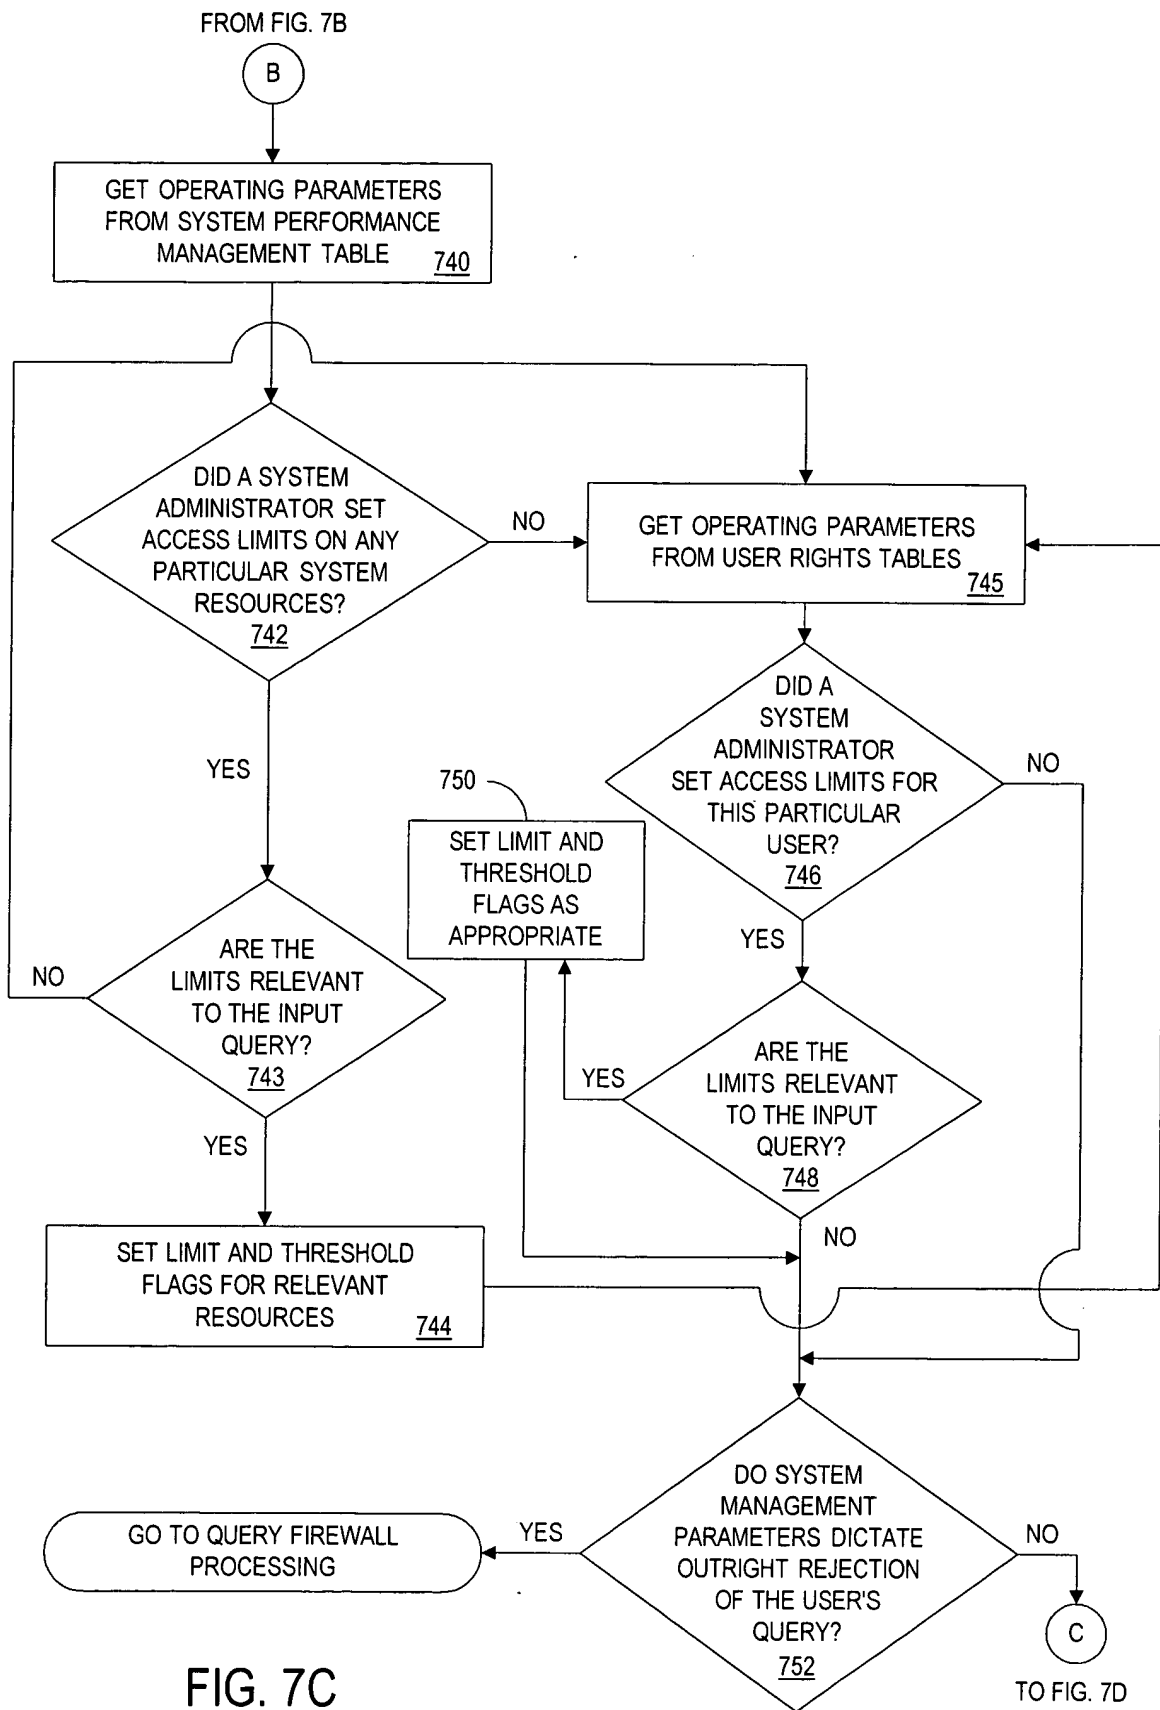 FROM FIG. 7B
B
GET OPERATING PARAMETERS
FROM SYSTEM PERFORMANCE
MANAGEMENT TABLE
740
DID A SYSTEM
ADMINISTRATOR SET
ACCESS LIMITS ON ANY
PARTICULAR SYSTEM
RESOURCES?
742
NO
GET OPERATING PARAMETERS
FROM USER RIGHTS TABLES
745
YES
DID A
SYSTEM
ADMINISTRATOR
SET ACCESS LIMITS FOR
THIS PARTICULAR
USER?
746
NO
750
SET LIMIT AND
THRESHOLD
FLAGS AS
APPROPRIATE
YES
ARE THE
LIMITS RELEVANT
TO THE INPUT
QUERY?
743
NO
YES
ARE THE
LIMITS RELEVANT
TO THE INPUT
QUERY?
748
YES
NO
SET LIMIT AND THRESHOLD
FLAGS FOR RELEVANT
RESOURCES
744
DO SYSTEM
MANAGEMENT
PARAMETERS DICTATE
OUTRIGHT REJECTION
OF THE USER'S
QUERY?
752
YES
GO TO QUERY FIREWALL
PROCESSING
NO
C
TO FIG. 7D
FIG. 7C